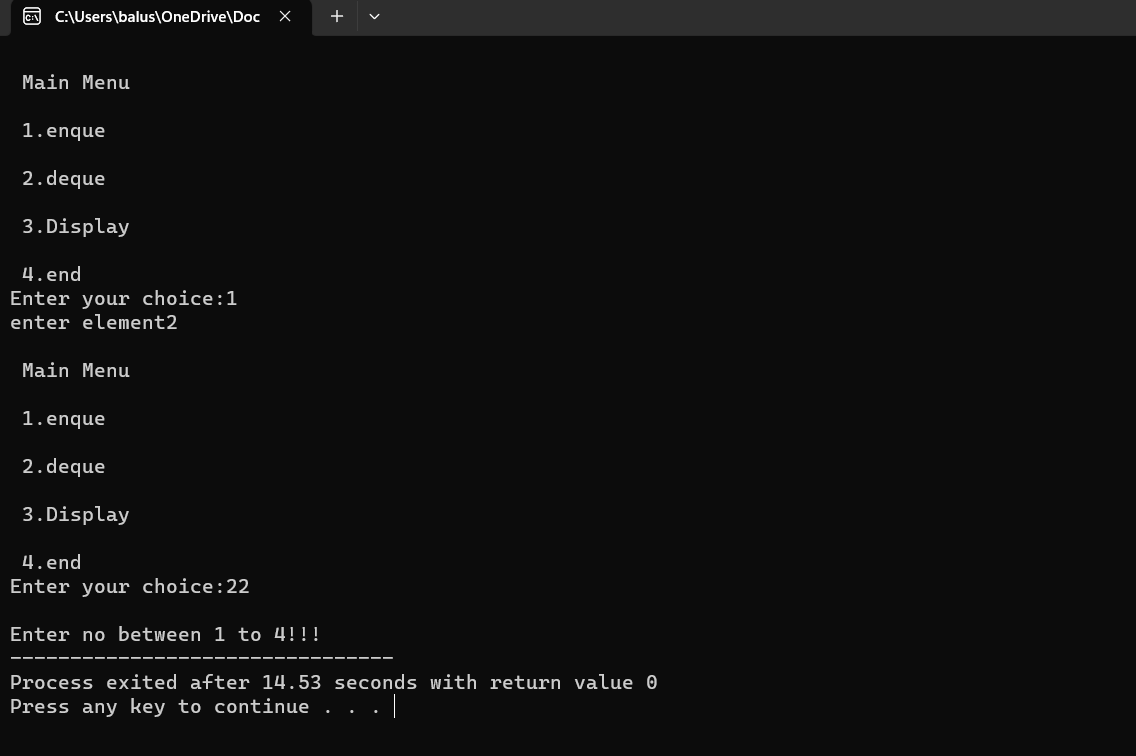 C:\Users\balus\OneDrive\Doc
Main Menu
1.enque
2.deque
3.Display
4.end
Enter your choice:1
enter element2
Main Menu
1.enque
2.deque
3.Display
4.end
Enter your choice:22
Enter no between 1 to 4!!!
--------------------------------
Process exited after 14.53 seconds with return value 0
Press any key to continue . . .